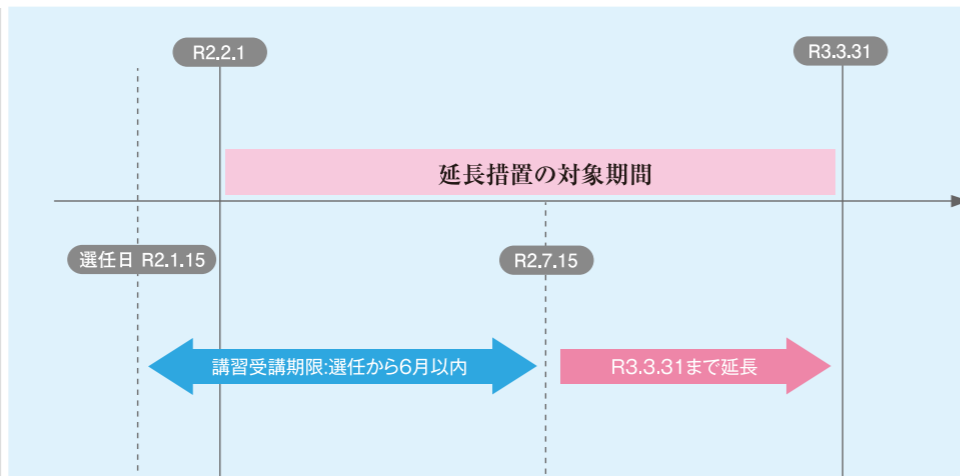 R2.2.1
R3.3.31
延長措置の対象期間
選任日 R2.1.15
R2.7.15
講習受講期限:選任から6月以内
R3.3.31まで延長